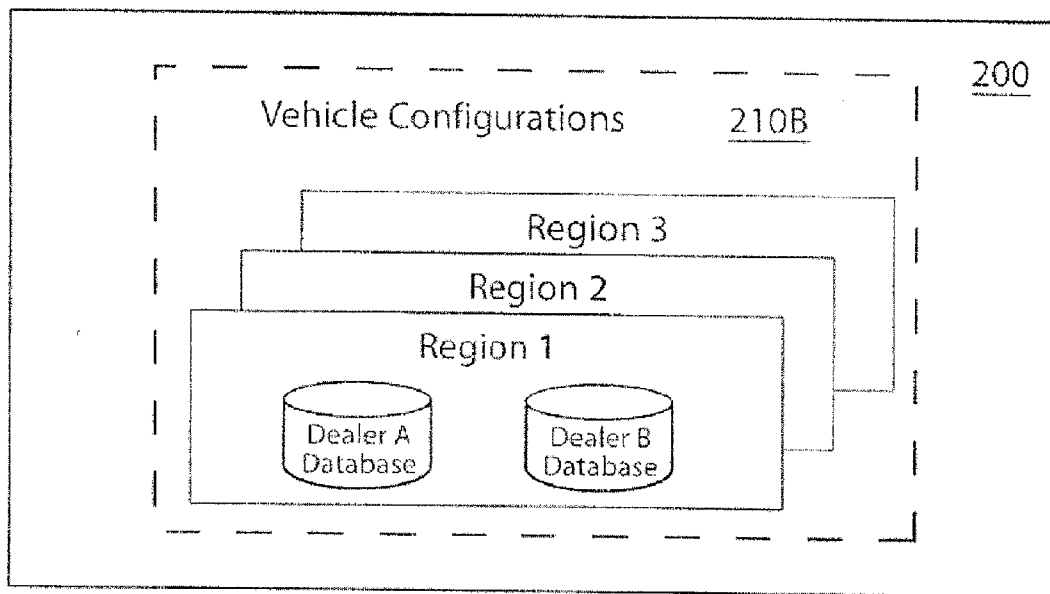 200
Vehicle Configurations 210B
Region 3
Region 2
Region 1
Dealer A
Database
Dealer B
Database